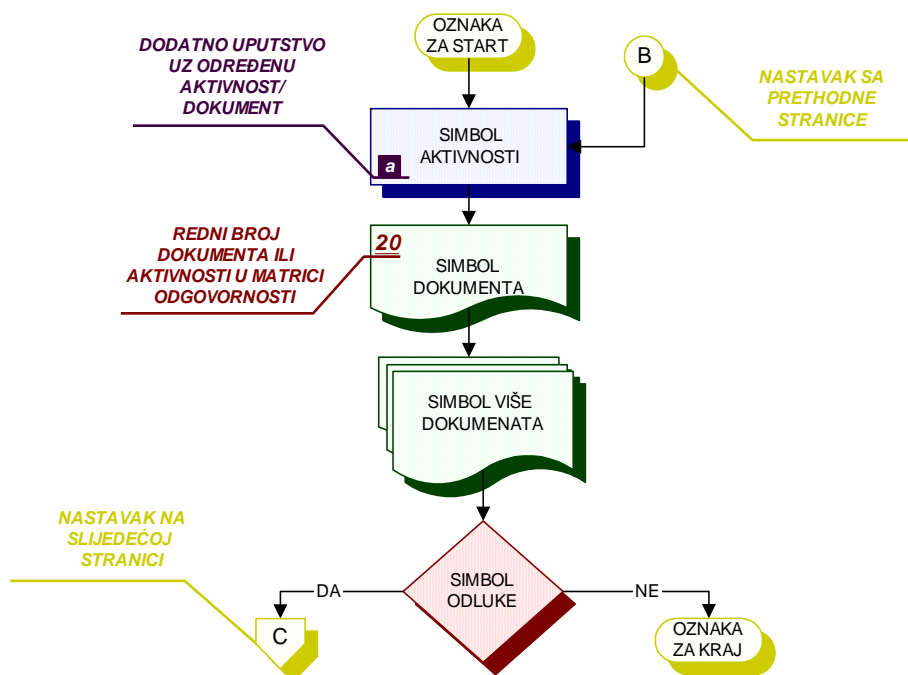 OZNAKA
ZA START
DODATNO UPUTSTVO
UZ ODREĐENU
AKTIVNOST/
DOKUMENT
B
NASTAVAK SA
PRETHODNE
STRANICE
SIMBOL
AKTIVNOSTI
a
REDNI BROJ
DOKUMENTA ILI
AKTIVNOSTI U MATRICI
ODGOVORNOSTI
20
SIMBOL
DOKUMENTA
SIMBOL VIŠE
DOKUMENATA
NASTAVAK NA
SLIJEDEĆOJ
STRANICI
SIMBOL
ODLUKE
DA
NE
C
OZNAKA
ZA KRAJ